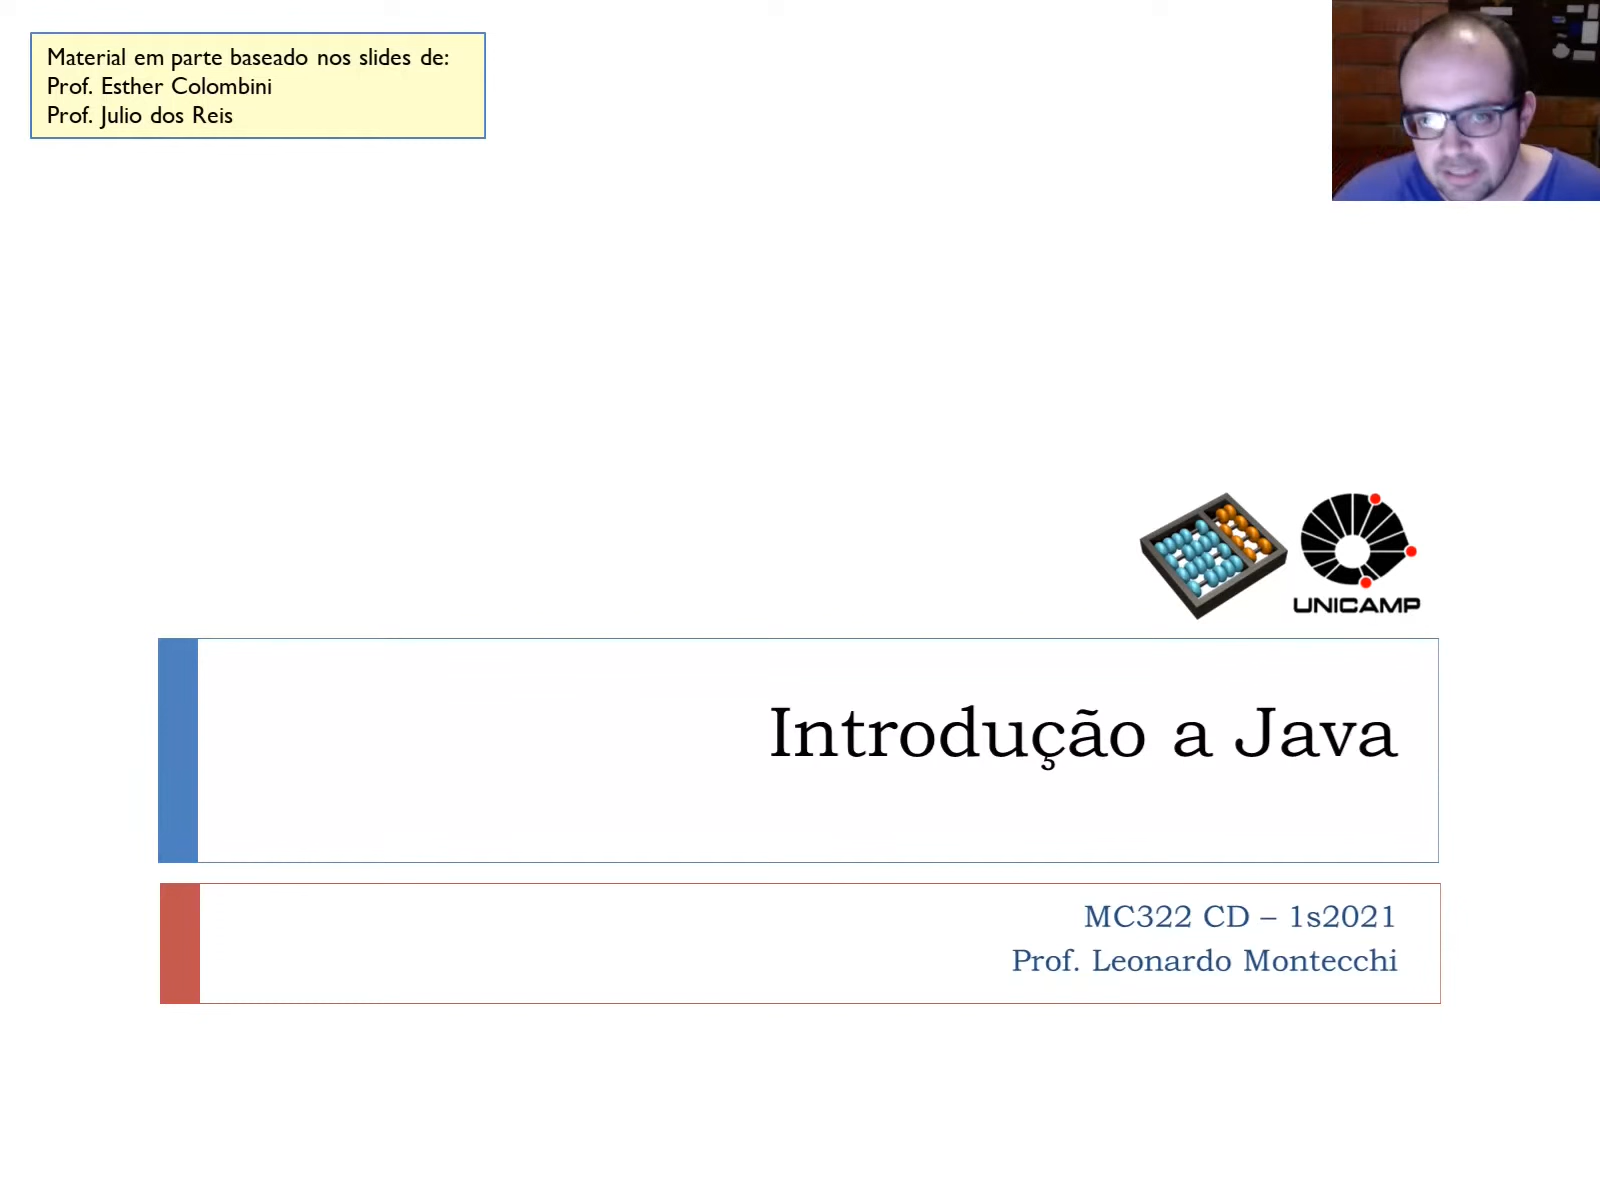 Material em parte baseado nos slides de:
Prof. Esther Colombini
Prof. Julio dos Reis
UNICAMP
Introdução a Java
MC322 CD – 1s2021
Prof. Leonardo Montecchi